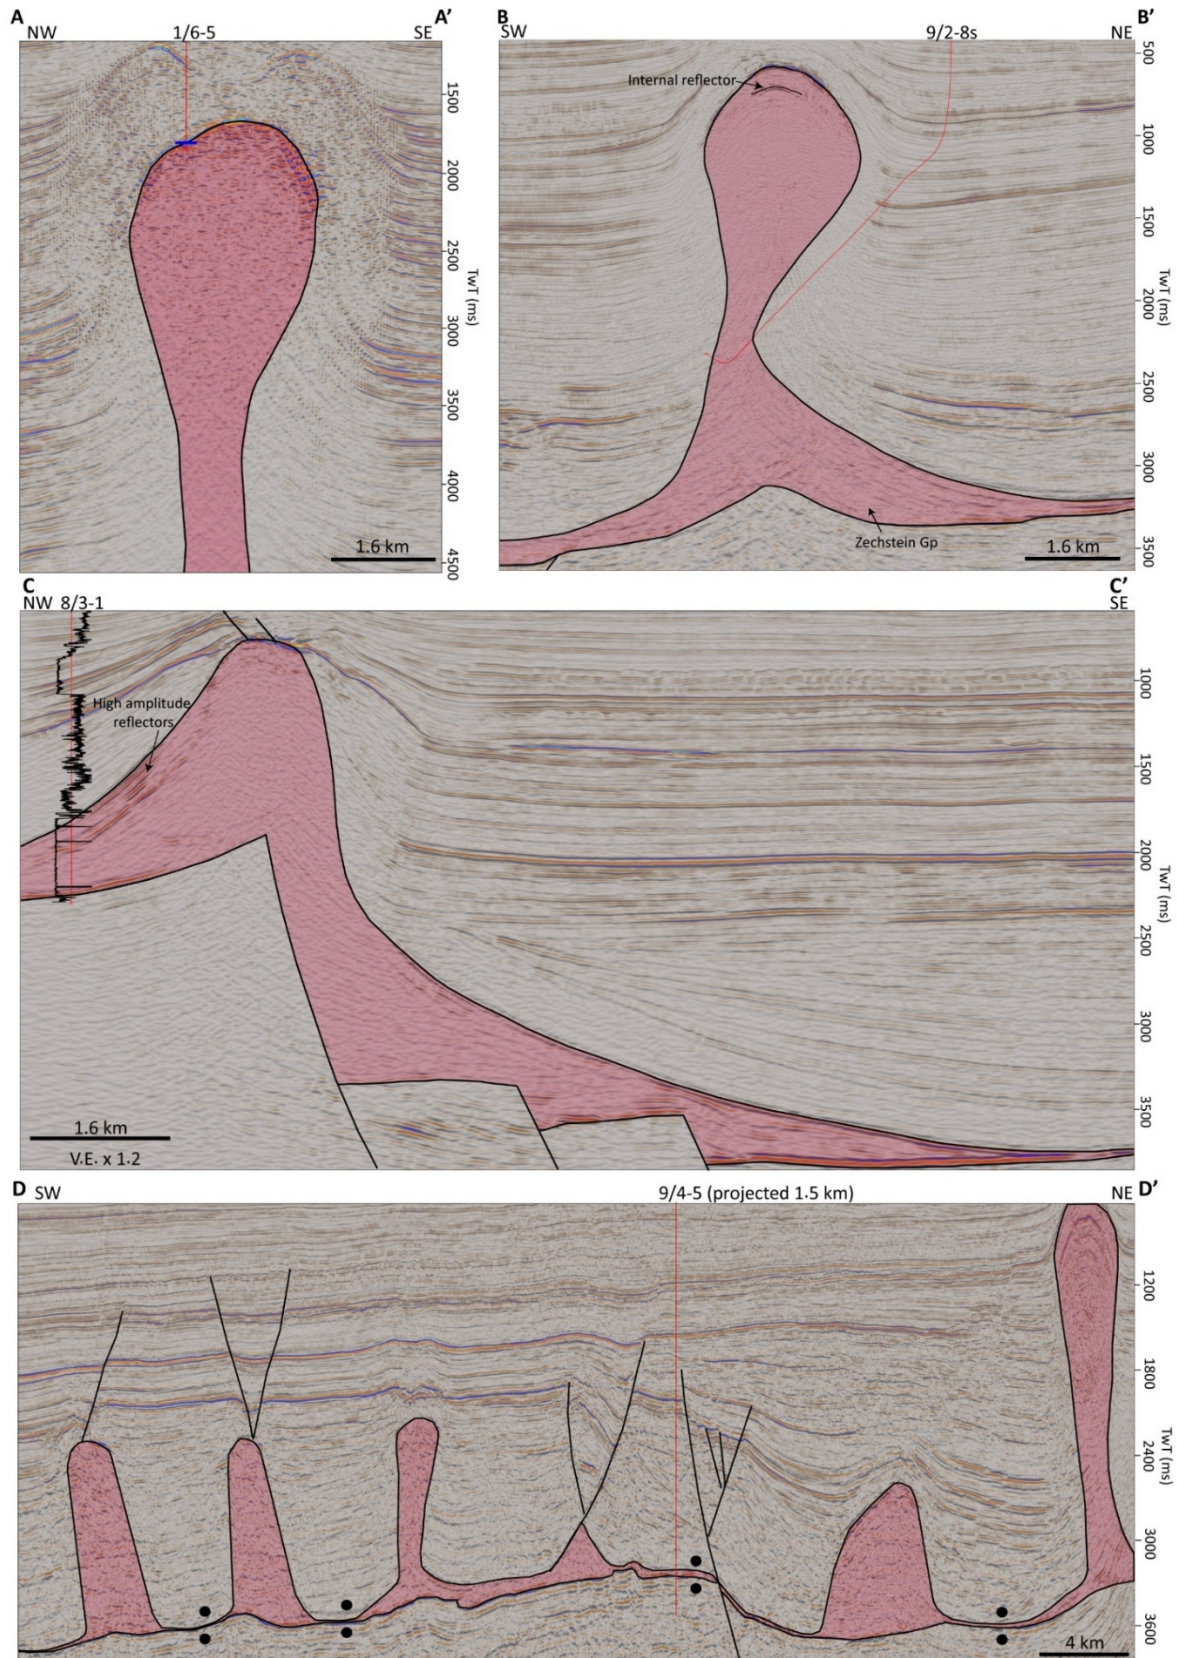 A A'
NW 1/6-5 SE
1500
2000
2500
3000
3500
4000
4500
TwT (ms)
1.6 km
B B'
SW 9/2-8s NE
Internal reflector
500
1000
1500
2000
2500
3000
3500
TwT (ms)
Zechstein Gp
1.6 km
C C'
NW 8/3-1 SE
High amplitude
reflectors
1000
1500
2000
2500
3000
3500
TwT (ms)
1.6 km
V.E. x 1.2
D SW 9/4-5 (projected 1.5 km) NE D'
1200
1800
2400
3000
3600
TwT (ms)
4 km